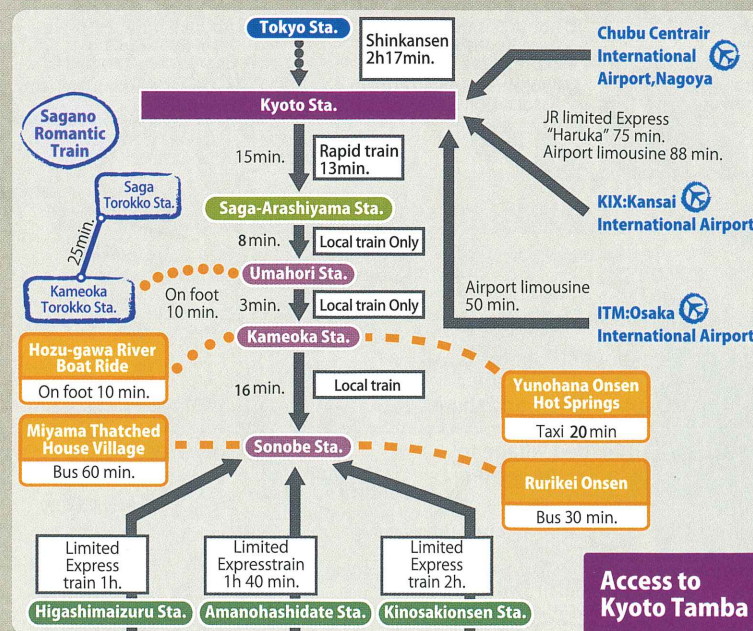 Tokyo Sta.
Shinkansen
2h17min.
Chubu Centrair
International
Airport,Nagoya
Kyoto Sta.
Sagano
Romantic
Train
JR limited Express
"Haruka" 75 min.
Airport limousine 88 min.
15min.
Rapid train
13min.
Saga
Torokko Sta.
Saga-Arashiyama Sta.
KIX:Kansai
International Airport
25min.
8min.
Local train Only
Umahori Sta.
Kameoka
Torokko Sta.
On foot
10 min.
3min.
Local train Only
Airport limousine
50 min.
ITM:Osaka
International Airport
Kameoka Sta.
Hozu-gawa River
Boat Ride
On foot 10 min.
16min.
Local train
Yunohana Onsen
Hot Springs
Taxi 20min
Miyama Thatched
House Village
Bus 60 min.
Sonobe Sta.
Rurikei Onsen
Bus 30 min.
Limited
Express
train 1h.
Limited
Expresstrain
1h 40 min.
Limited
Express
train 2h.
Higashimaizuru Sta.
Amanohashidate Sta.
Kinosakionsen Sta.
Access to
Kyoto Tamba